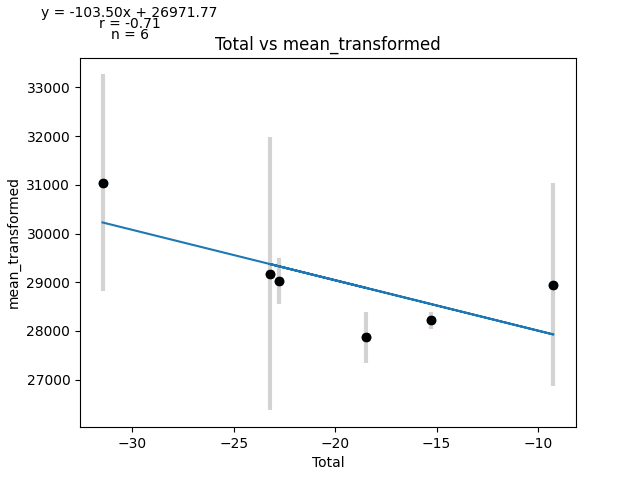 y = -103.50x + 26971.77
r = -0.71
n = 6
Total vs mean_transformed
33000
32000
31000
30000
29000
28000
27000
mean_transformed
−30
−25
−20
−15
−10
Total